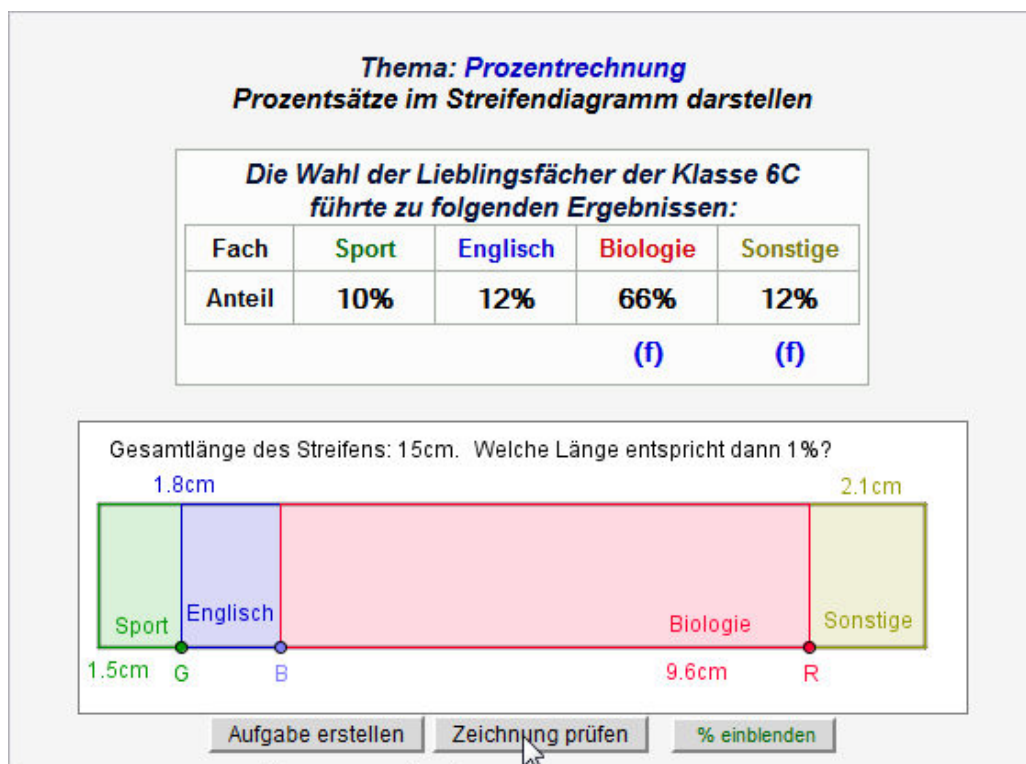 Thema: Prozentrechnung
Prozentsätze im Streifendiagramm darstellen
Die Wahl der Lieblingsfächer der Klasse 6C
führte zu folgenden Ergebnissen:
Fach Sport Englisch Biologie Sonstige
Anteil 10% 12% 66% 12%
(f) (f)
Gesamtlänge des Streifens: 15cm. Welche Länge entspricht dann 1%?
1.8cm 2.1cm
Sport Englisch Biologie Sonstige
1.5cm G B 9.6cm R
Aufgabe erstellen Zeichnung prüfen % einblenden